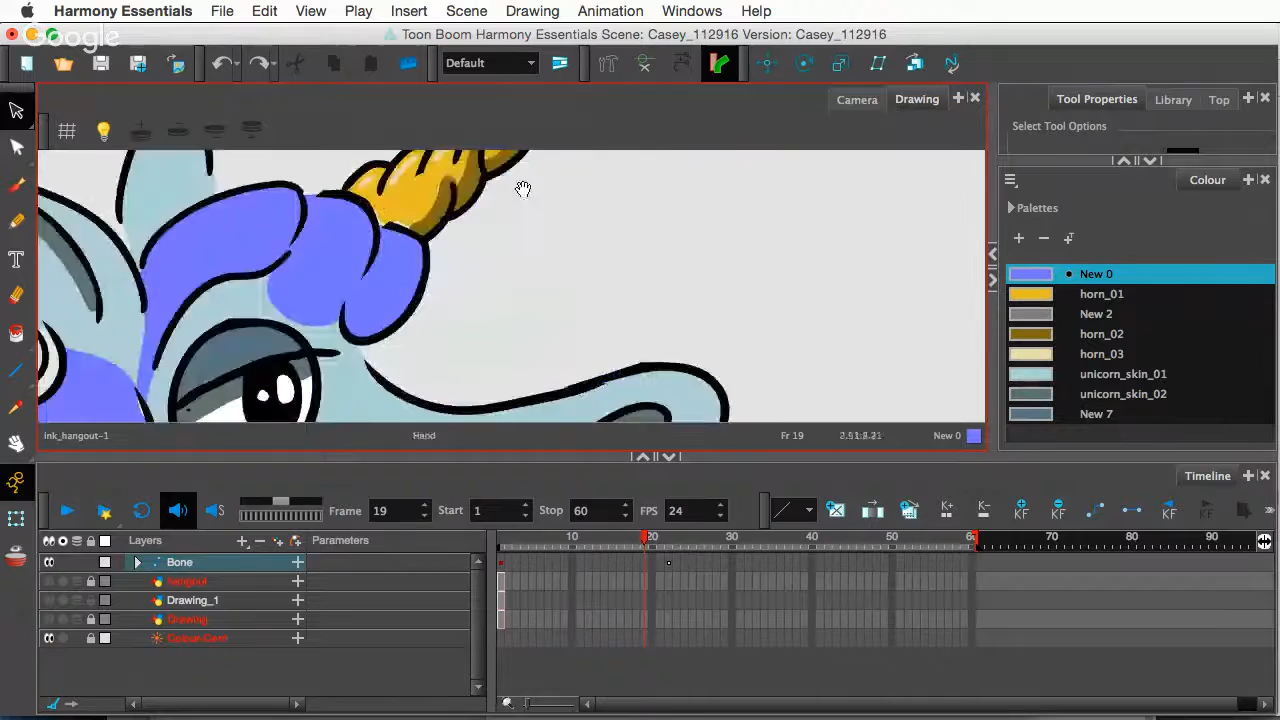 Harmony Essentials File Edit View Play Insert Scene Drawing Animation Windows Help
Google
Toon Boom Harmony Essentials Scene: Casey_112916 Version: Casey_112916
Default
Camera Drawing
Tool Properties Library Top
Select Tool Options
Colour
Palettes
New 0
horn_01
New 2
horn_02
horn_03
unicorn_skin_01
unicorn_skin_02
New 7
ink_hangout-1 Hand Fr 19 New 0
Timeline
Frame 19 Start 1 Stop 60 FPS 24
Layers Parameters
10 20 30 40 50 60 70 80 90
Bone
hangout
Drawing_1
Drawing